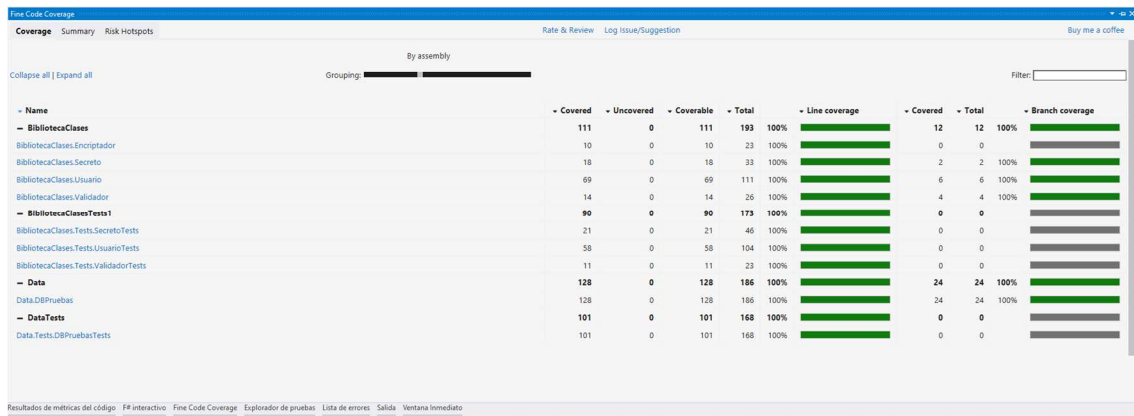 Fine Code Coverage
Coverage Summary Risk Hotspots Rate & Review Log Issue/Suggestion Buy me a coffee
By assembly
Collapse all | Expand all Grouping: Filter:
Name Covered Uncovered Coverable Total Line coverage Covered Total Branch coverage
– BibliotecaClases 111 0 111 193 100% 12 12 100%
BibliotecaClases.Encriptador 10 0 10 23 100% 0 0
BibliotecaClases.Secreto 18 0 18 33 100% 2 2 100%
BibliotecaClases.Usuario 69 0 69 111 100% 6 6 100%
BibliotecaClases.Validador 14 0 14 26 100% 4 4 100%
– BibliotecaClasesTests1 90 0 90 173 100% 0 0
BibliotecaClases.Tests.SecretoTests 21 0 21 46 100% 0 0
BibliotecaClases.Tests.UsuarioTests 58 0 58 104 100% 0 0
BibliotecaClases.Tests.ValidadorTests 11 0 11 23 100% 0 0
– Data 128 0 128 186 100% 24 24 100%
Data.DBPruebas 128 0 128 186 100% 24 24 100%
– DataTests 101 0 101 168 100% 0 0
Data.Tests.DBPruebasTests 101 0 101 168 100% 0 0
Resultados de métricas del código F# interactivo Fine Code Coverage Explorador de pruebas Lista de errores Salida Ventana Inmediato